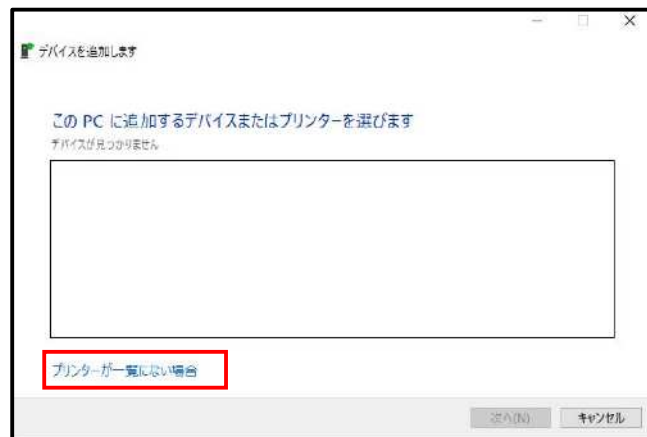 デバイスを追加します
この PC に追加するデバイスまたはプリンターを選びます
デバイスが見つかりません
プリンターが一覧にない場合
次へ(N)
キャンセル